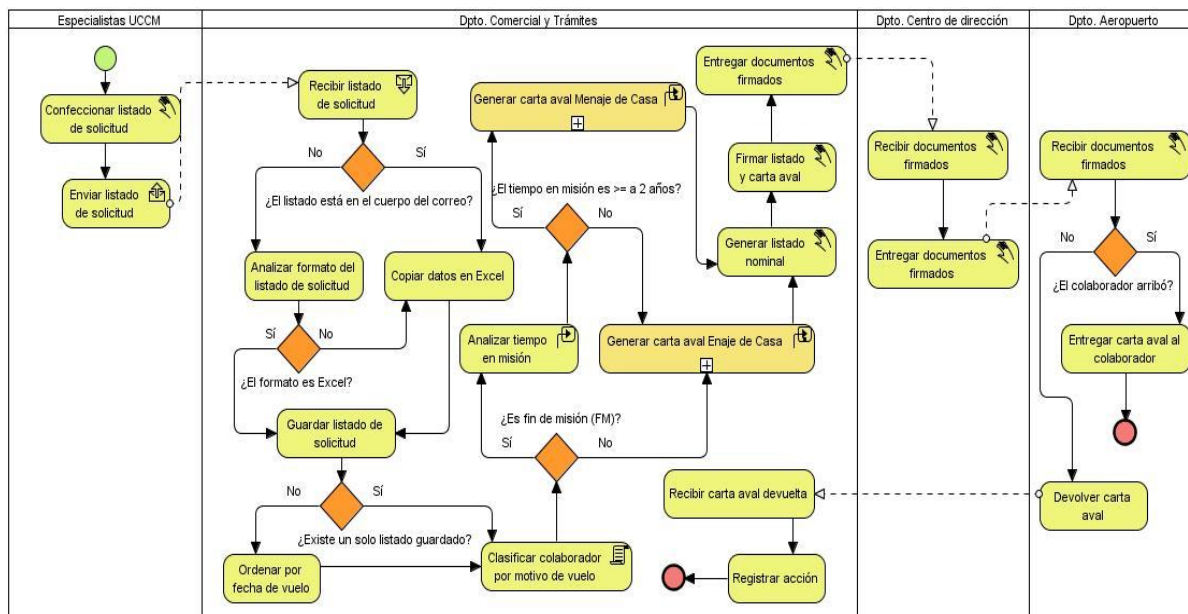 Especialistas UCCM
Dpto. Comercial y Trámites
Dpto. Centro de dirección
Dpto. Aeropuerto
Confeccionar listado
de solicitud
Enviar listado
de solicitud
Recibir listado
de solicitud
No
Sí
¿El listado está en el cuerpo del correo?
Analizar formato del
listado de solicitud
Copiar datos en Excel
Sí
No
¿El formato es Excel?
Guardar listado de
solicitud
No
Sí
¿Existe un solo listado guardado?
Ordenar por
fecha de vuelo
Clasificar colaborador
por motivo de vuelo
¿Es fin de misión (FM)?
Sí
No
Analizar tiempo
en misión
¿El tiempo en misión es >= a 2 años?
Sí
No
Generar carta aval Menaje de Casa
Generar carta aval Enaje de Casa
Generar listado
nominal
Firmar listado
y carta aval
Entregar documentos
firmados
Recibir documentos
firmados
Entregar documentos
firmados
Recibir documentos
firmados
No
Sí
¿El colaborador arribó?
Entregar carta aval al
colaborador
Devolver carta
aval
Recibir carta aval devuelta
Registrar acción